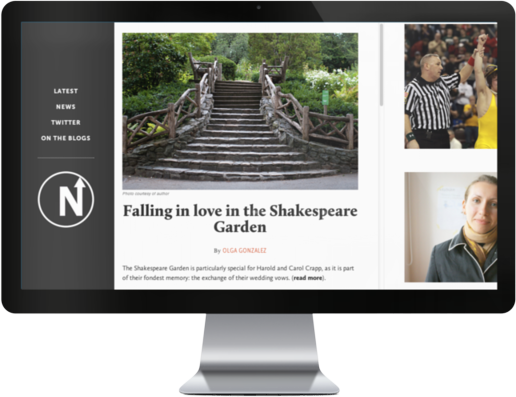 LATEST
NEWS
TWITTER
ON THE BLOGS
N
Photo courtesy of author
Falling in love in the Shakespeare
Garden
By OLGA GONZALEZ
The Shakespeare Garden is particularly special for Harold and Carol Crapp, as it is part
of their fondest memory: the exchange of their wedding vows. (read more).